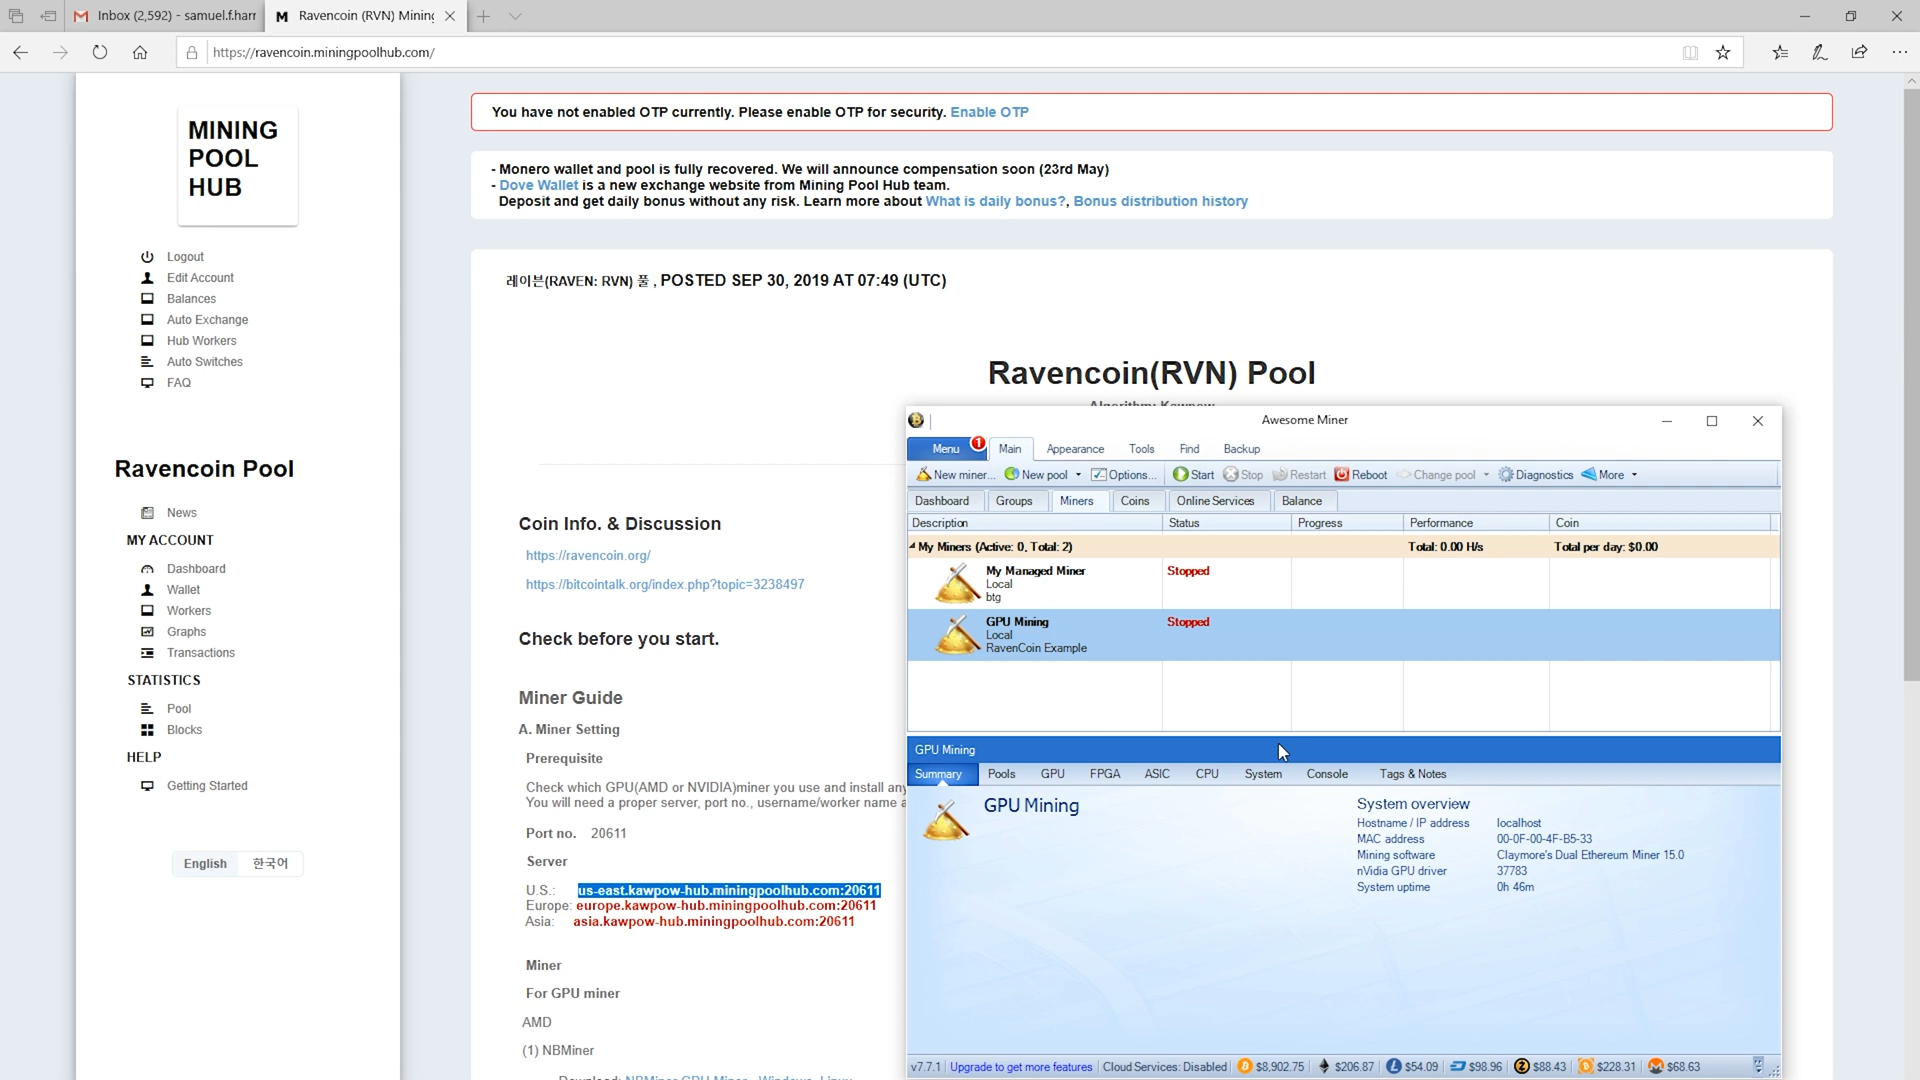 Inbox (2,592) - samuel.f.harr
M Ravencoin (RVN) Mining
https://ravencoin.miningpoolhub.com/
MINING
POOL
HUB
Logout
Edit Account
Balances
Auto Exchange
Hub Workers
Auto Switches
FAQ
Ravencoin Pool
News
MY ACCOUNT
Dashboard
Wallet
Workers
Graphs
Transactions
STATISTICS
Pool
Blocks
HELP
Getting Started
English 한국어
You have not enabled OTP currently. Please enable OTP for security. Enable OTP
- Monero wallet and pool is fully recovered. We will announce compensation soon (23rd May)
- Dove Wallet is a new exchange website from Mining Pool Hub team.
Deposit and get daily bonus without any risk. Learn more about What is daily bonus?, Bonus distribution history
레이븐(RAVEN: RVN) 풀 , POSTED SEP 30, 2019 AT 07:49 (UTC)
Ravencoin(RVN) Pool
Algorithm: Kawpow
Coin Info. & Discussion
https://ravencoin.org/
https://bitcointalk.org/index.php?topic=3238497
Check before you start.
Miner Guide
A. Miner Setting
Prerequisite
Check which GPU(AMD or NVIDIA)miner you use and install any
You will need a proper server, port no., username/worker name a
Port no. 20611
Server
U.S.: us-east.kawpow-hub.miningpoolhub.com:20611
Europe: europe.kawpow-hub.miningpoolhub.com:20611
Asia: asia.kawpow-hub.miningpoolhub.com:20611
Miner
For GPU miner
AMD
(1) NBMiner
Download: NBMiner GPU Miner Windows, Linux
Awesome Miner
Menu 1 Main Appearance Tools Find Backup
New miner... New pool Options... Start Stop Restart Reboot Change pool Diagnostics More
Dashboard Groups Miners Coins Online Services Balance
Description Status Progress Performance Coin
My Miners (Active: 0, Total: 2) Total: 0.00 H/s Total per day: $0.00
My Managed Miner Stopped
Local
btg
GPU Mining Stopped
Local
RavenCoin Example
GPU Mining
Summary Pools GPU FPGA ASIC CPU System Console Tags & Notes
GPU Mining
System overview
Hostname / IP address localhost
MAC address 00-0F-00-4F-B5-33
Mining software Claymore's Dual Ethereum Miner 15.0
nVidia GPU driver 37783
System uptime 0h 46m
v7.7.1 Upgrade to get more features Cloud Services: Disabled $8,902.75 $206.87 $54.09 $98.96 $88.43 $228.31 $68.63